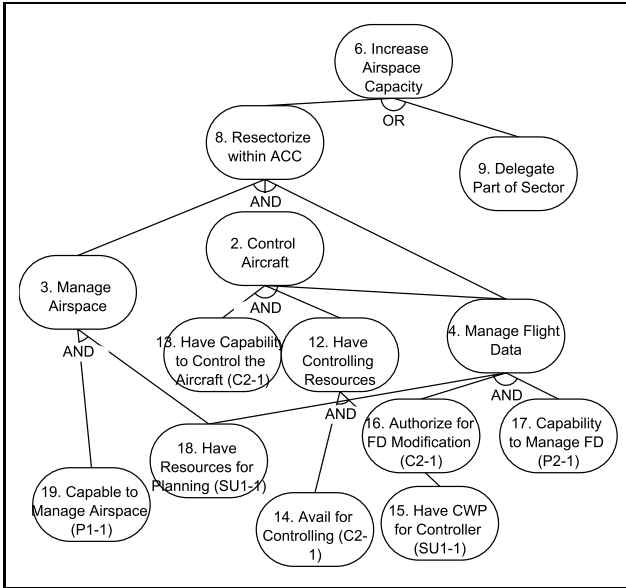 6. Increase
Airspace
Capacity
OR
8. Resectorize
within ACC
9. Delegate
Part of Sector
AND
2. Control
Aircraft
3. Manage
Airspace
AND
13. Have Capability
to Control the
Aircraft (C2-1)
12. Have
Controlling
Resources
4. Manage Flight
Data
AND
AND
AND
18. Have
Resources for
Planning (SU1-1)
16. Authorize for
FD Modification
(C2-1)
17. Capability
to Manage FD
(P2-1)
19. Capable to
Manage Airspace
(P1-1)
14. Avail for
Controlling (C2-
1)
15. Have CWP
for Controller
(SU1-1)